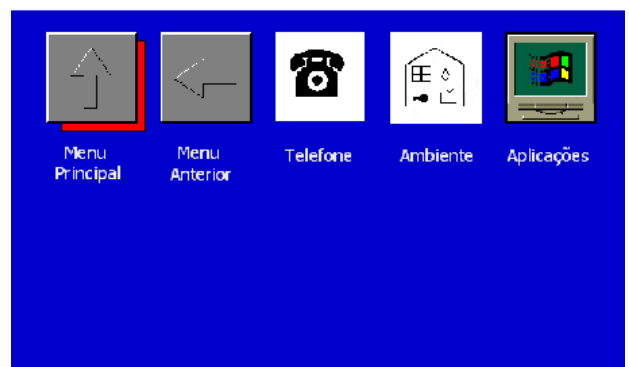 Menu
Principal
Menu
Anterior
Telefone
Ambiente
Aplicações